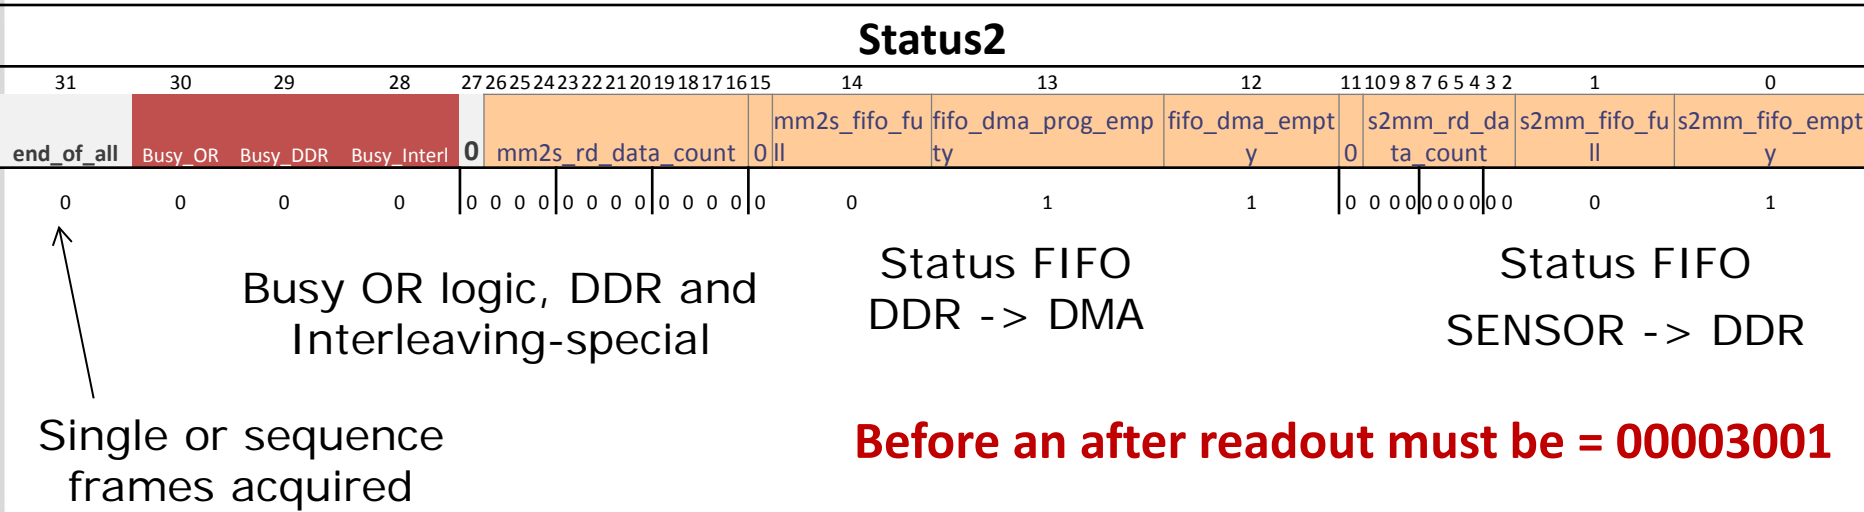 Status2
31 30 29 28 27 26 25 24 23 22 21 20 19 18 17 16 15 14 13 12 11 10 9 8 7 6 5 4 3 2 1 0
mm2s_fifo_fu fifo_dma_prog_emp fifo_dma_empt s2mm_rd_da s2mm_fifo_fu s2mm_fifo_empt
end_of_all Busy_OR Busy_DDR Busy_Interl 0 mm2s_rd_data_count 0 ll ty y 0 ta_count ll y
0 0 0 0 0 0 0 0 0 0 0 0 0 0 0 0 0 0 1 1 0 0 0 0 0 0 0 0 0 0 0 1
Status FIFO
DDR -> DMA
Status FIFO
SENSOR -> DDR
Busy OR logic, DDR and
Interleaving-special
Single or sequence
frames acquired
Before an after readout must be = 00003001